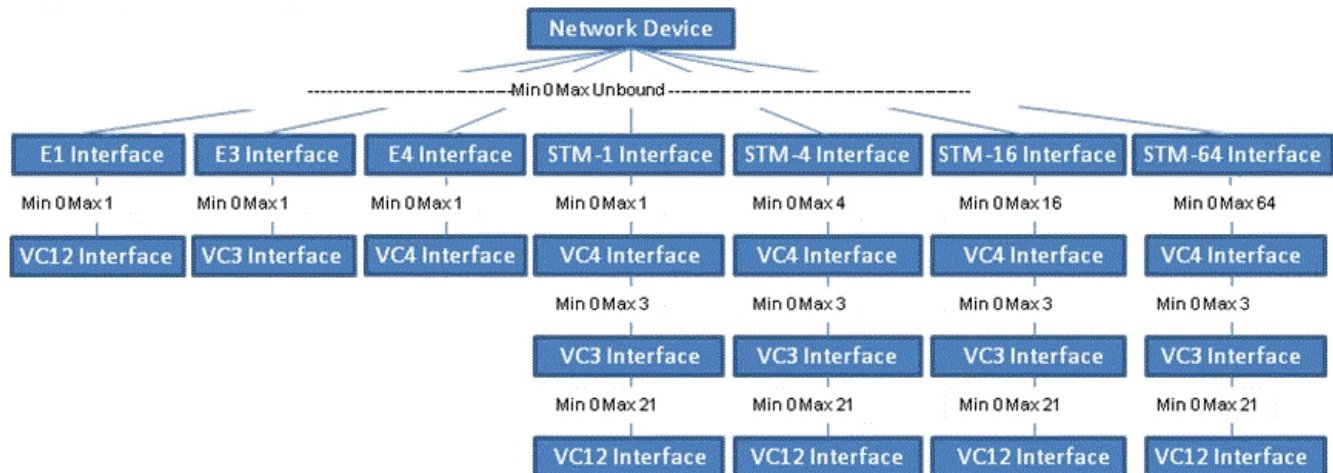 Network Device
Min 0 Max Unbound
E1 Interface E3 Interface E4 Interface STM-1 Interface STM-4 Interface STM-16 Interface STM-64 Interface
Min 0 Max 1 Min 0 Max 1 Min 0 Max 1 Min 0 Max 1 Min 0 Max 4 Min 0 Max 16 Min 0 Max 64
VC12 Interface VC3 Interface VC4 Interface VC4 Interface VC4 Interface VC4 Interface VC4 Interface
Min 0 Max 3 Min 0 Max 3 Min 0 Max 3 Min 0 Max 3
VC3 Interface VC3 Interface VC3 Interface VC3 Interface
Min 0 Max 21 Min 0 Max 21 Min 0 Max 21 Min 0 Max 21
VC12 Interface VC12 Interface VC12 Interface VC12 Interface